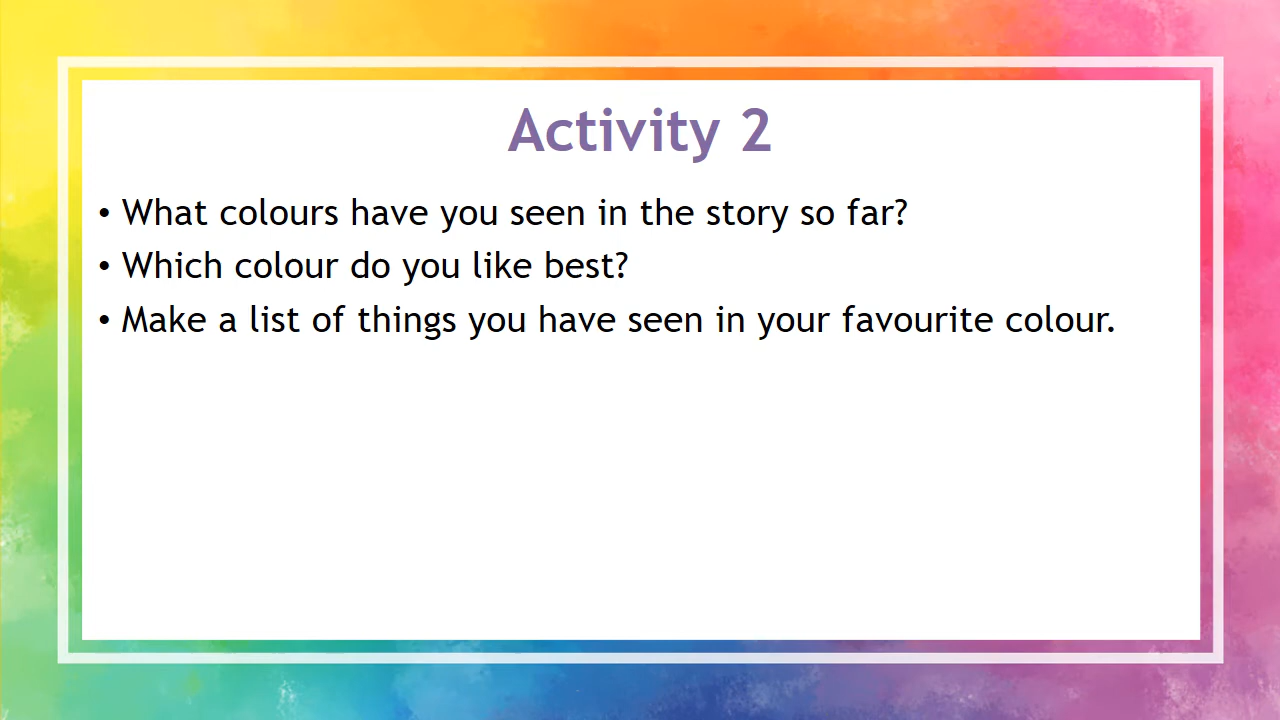 Activity 2
• What colours have you seen in the story so far?
• Which colour do you like best?
• Make a list of things you have seen in your favourite colour.